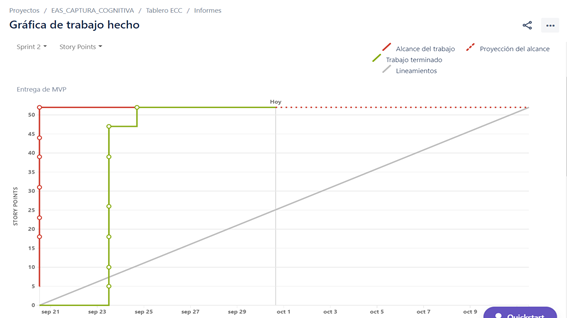 Proyectos / EAS_CAPTURA_COGNITIVA / Tablero ECC / Informes
Gráfica de trabajo hecho
Sprint 2 Story Points
Alcance del trabajo Proyección del alcance
Trabajo terminado
Lineamientos
Entrega de MVP
Hoy
50
45
40
35
30
25
20
15
10
5
0
STORY POINTS
sep 21 sep 23 sep 25 sep 27 sep 29 oct 1 oct 3 oct 5 oct 7 oct 9
Quickstart